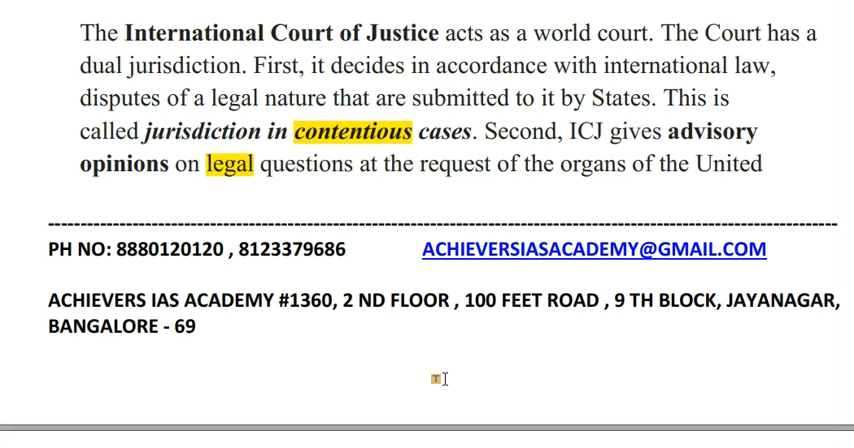 The International Court of Justice acts as a world court. The Court has a
dual jurisdiction. First, it decides in accordance with international law,
disputes of a legal nature that are submitted to it by States. This is
called jurisdiction in contentious cases. Second, ICJ gives advisory
opinions on legal questions at the request of the organs of the United
PH NO: 8880120120 , 8123379686 ACHIEVERSIASACADEMY@GMAIL.COM
ACHIEVERS IAS ACADEMY #1360, 2 ND FLOOR , 100 FEET ROAD , 9 TH BLOCK, JAYANAGAR,
BANGALORE - 69